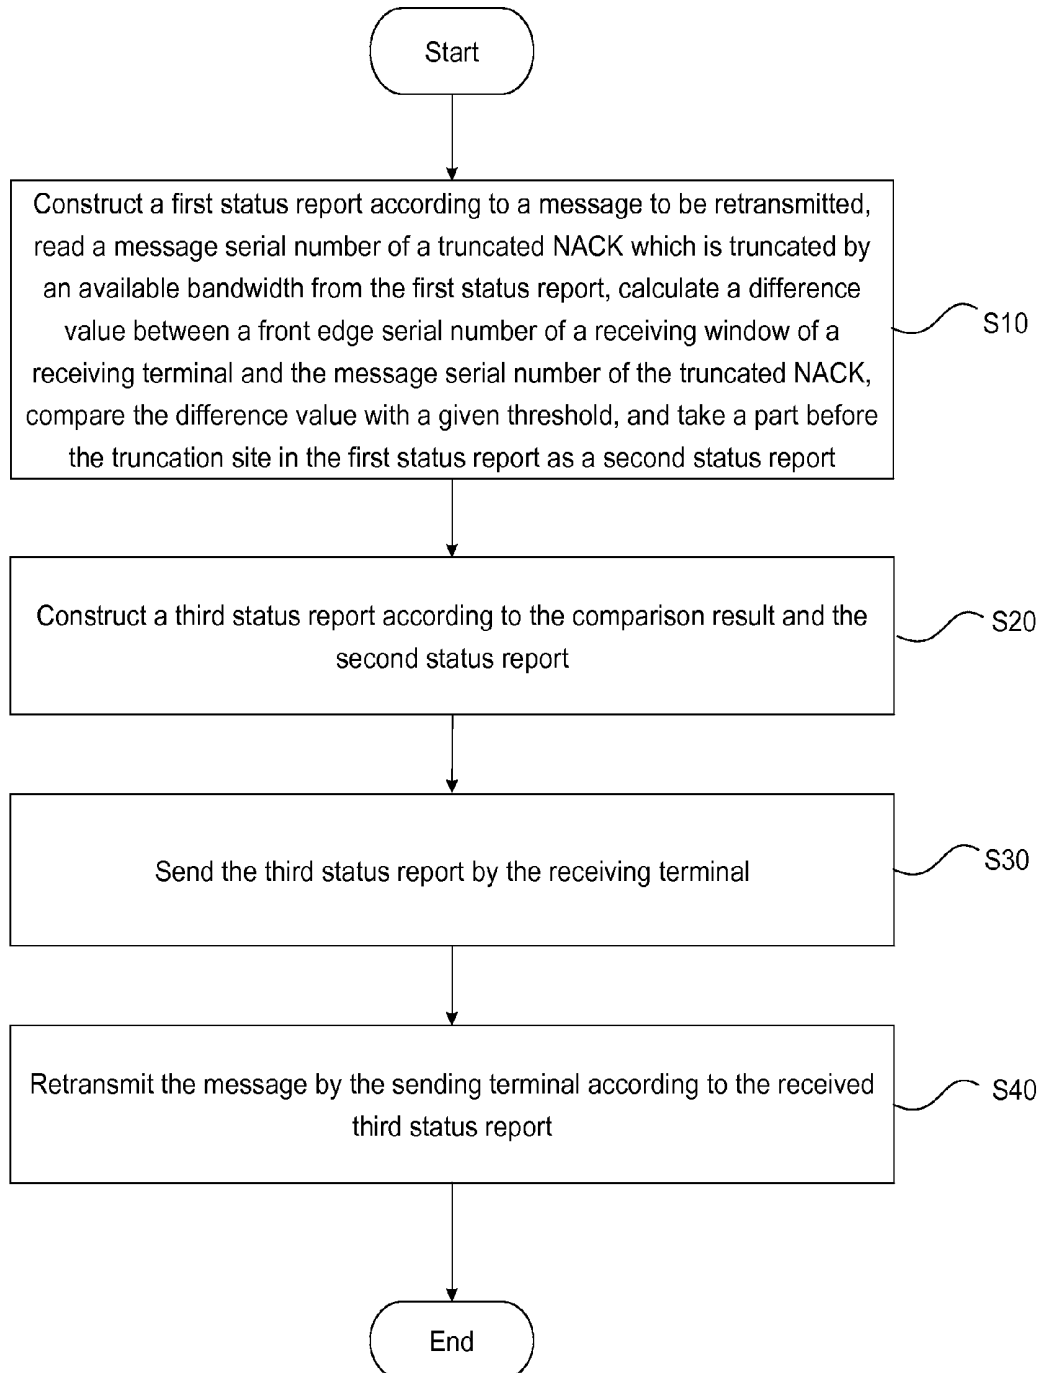 Start
Construct a first status report according to a message to be retransmitted,
read a message serial number of a truncated NACK which is truncated by
an available bandwidth from the first status report, calculate a difference
value between a front edge serial number of a receiving window of a
receiving terminal and the message serial number of the truncated NACK,
compare the difference value with a given threshold, and take a part before
the truncation site in the first status report as a second status report
S10
Construct a third status report according to the comparison result and the
second status report
S20
Send the third status report by the receiving terminal
S30
Retransmit the message by the sending terminal according to the received
third status report
S40
End